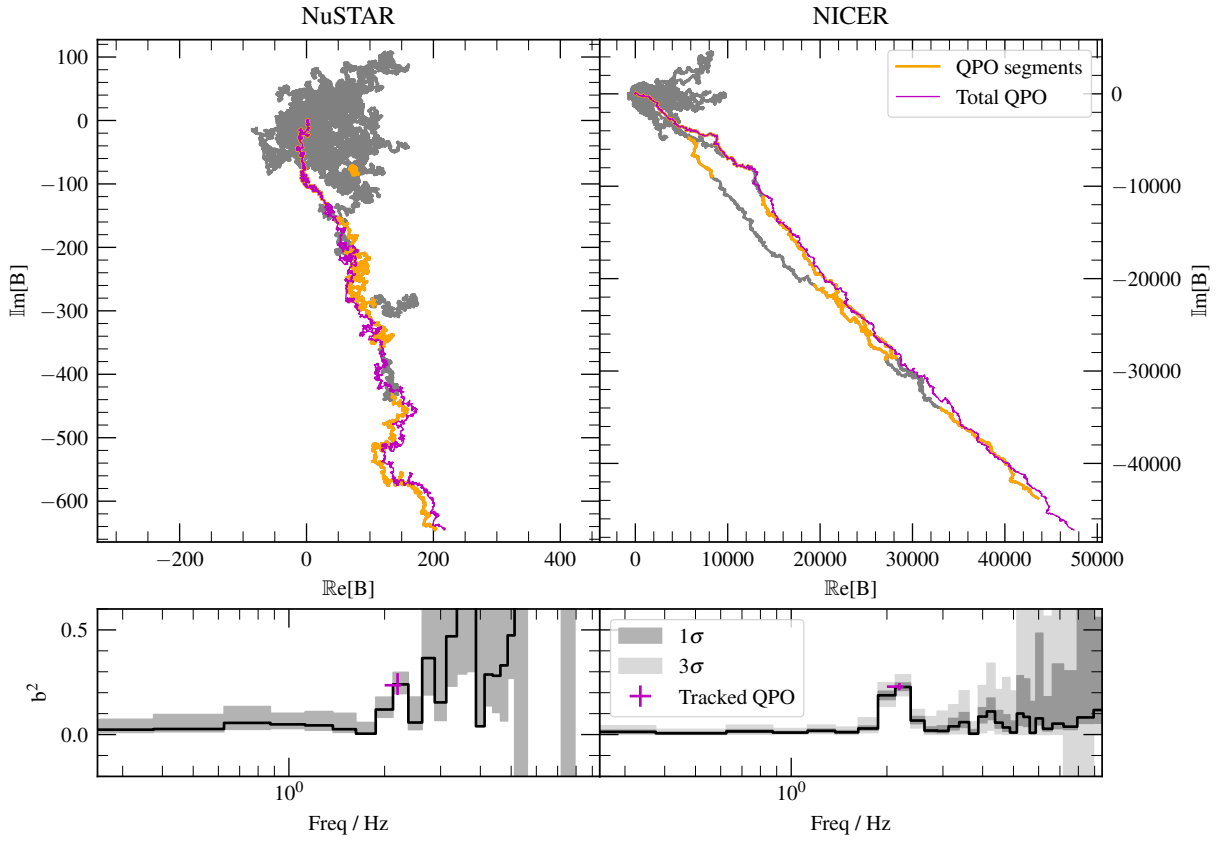 NuSTAR
NICER
100
0
−100
−200
−300
−400
−500
−600
𝕀m[B]
−200
0
200
400
ℝe[B]
QPO segments
Total QPO
0
−10000
−20000
−30000
−40000
𝕀m[B]
0
10000
20000
30000
40000
50000
ℝe[B]
0.5
0.0
b²
10⁰
Freq / Hz
1σ
3σ
Tracked QPO
10⁰
Freq / Hz